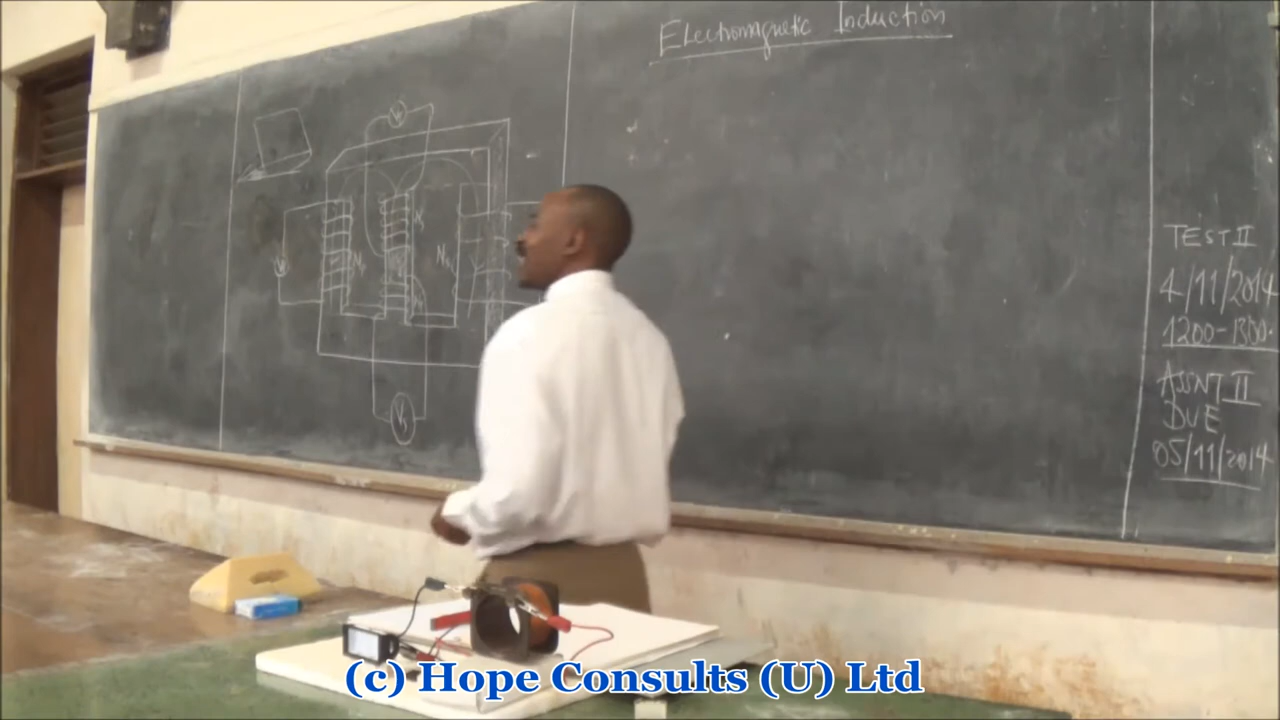 Electromagnetic Induction
TEST II
4/11/2014
1200-1300
ASSNT II
DUE
05/11/2014
(c) Hope Consults (U) Ltd